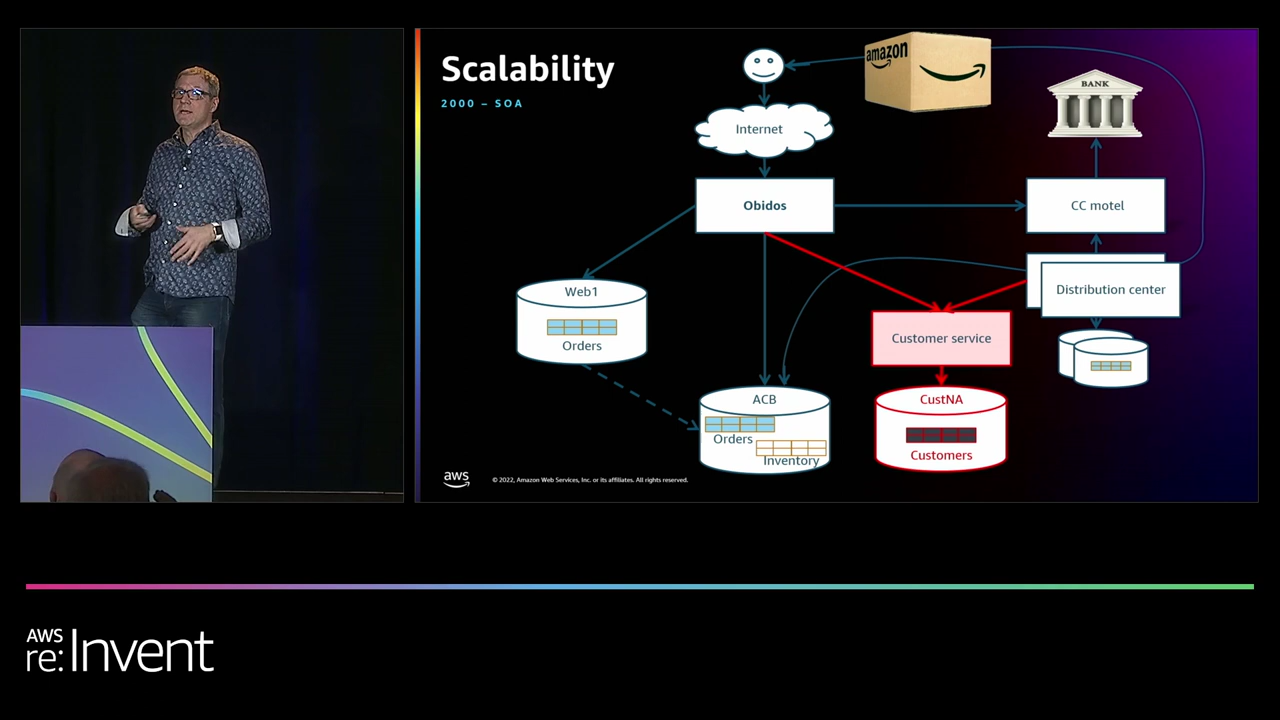 Scalability
2000 – SOA
amazon
BANK
Internet
Obidos
CC motel
Web1
Orders
Distribution center
Customer service
ACB
Orders
Inventory
CustNA
Customers
aws
© 2022, Amazon Web Services, Inc. or its affiliates. All rights reserved.
AWS
re:Invent